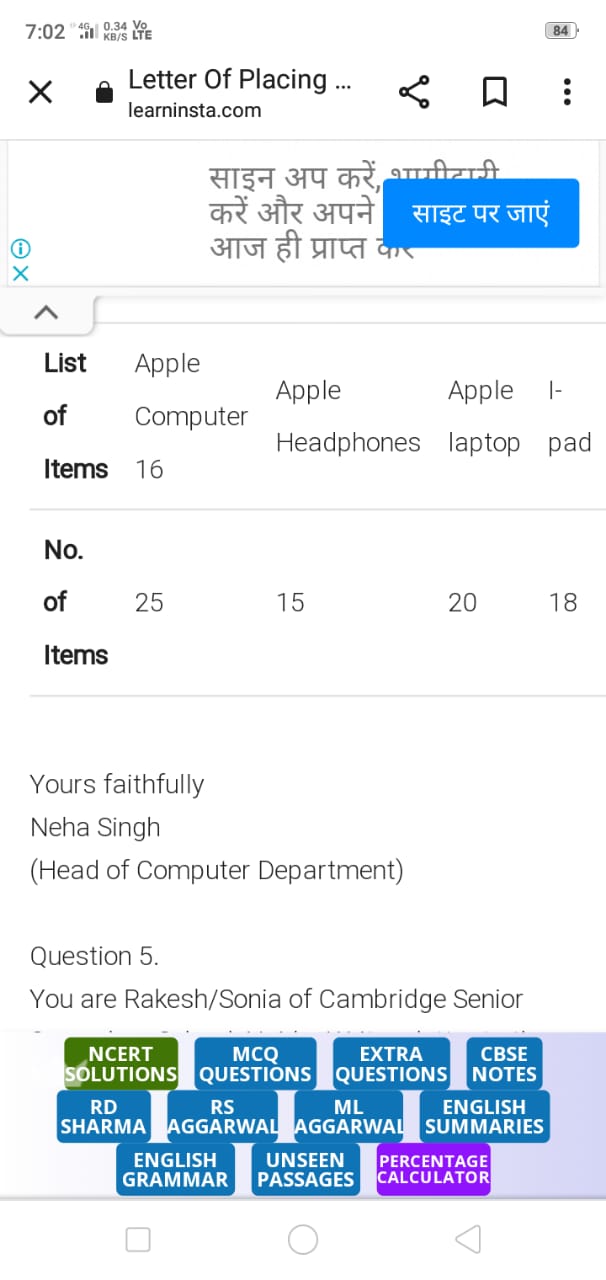 7:02 4G 0.34 KB/S Vo LTE 84
Letter Of Placing ...
learninsta.com
साइन अप करें,
करें और अपने
आज ही प्राप्त
साइट पर जाएं
List of Items
Apple Computer 16
Apple Headphones
Apple laptop
I-pad
No. of Items
25 15 20 18
Yours faithfully
Neha Singh
(Head of Computer Department)
Question 5.
You are Rakesh/Sonia of Cambridge Senior
NCERT SOLUTIONS
MCQ QUESTIONS
EXTRA QUESTIONS
CBSE NOTES
RD SHARMA
RS AGGARWAL
ML AGGARWAL
ENGLISH SUMMARIES
ENGLISH GRAMMAR
UNSEEN PASSAGES
PERCENTAGE CALCULATOR